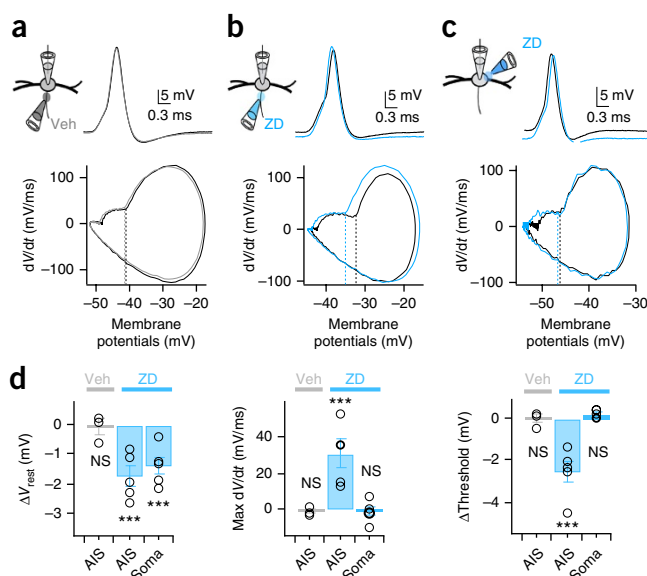 a
Veh
5 mV
0.3 ms
b
ZD
5 mV
0.3 ms
c
ZD
5 mV
0.3 ms
dV/dt (mV/ms)
100
0
–100
–50 –40 –30 –20
Membrane
potentials (mV)
dV/dt (mV/ms)
100
0
–100
–40 –30 –20
Membrane
potentials (mV)
dV/dt (mV/ms)
100
0
–100
–50 –40 –30
Membrane
potentials (mV)
d
Veh ZD
ΔVrest (mV)
0
–1
–2
–3
NS
***
***
AIS AIS Soma
Veh ZD
Max dV/dt (mV/ms)
40
20
0
NS
***
NS
AIS AIS Soma
Veh ZD
ΔThreshold (mV)
0
–2
–4
NS
***
NS
AIS AIS Soma